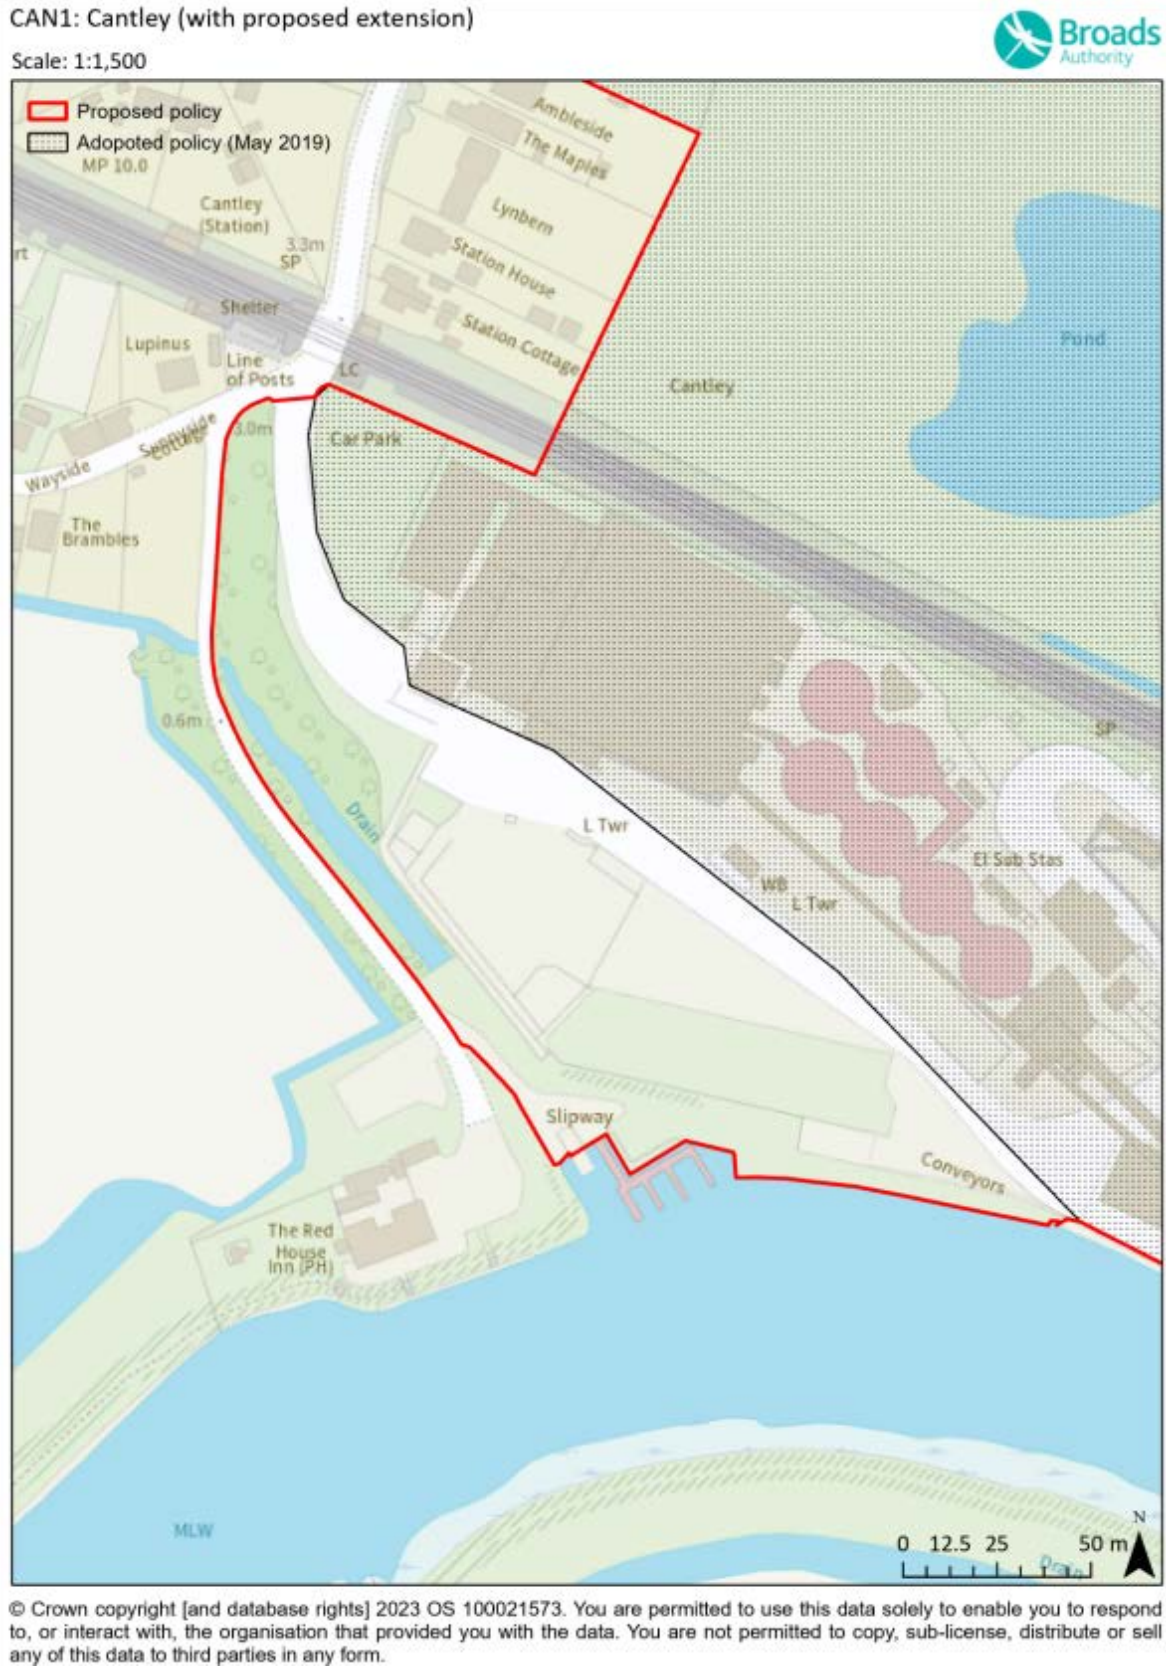 CAN1: Cantley (with proposed extension)
Scale: 1:1,500
Broads
Authority
Proposed policy
Adopoted policy (May 2019)
MP 10.0
Ambleside
The Maples
Lynbern
Cantley
(Station)
3.3m
SP
Station House
rt
Shelter
Station Cottage
Pond
Lupinus
Line
of Posts
LC
Cantley
Sunnyside
Cottage
3.0m
Car Park
Wayside
The
Brambles
0.6m
SP
Drain
L Twr
El Sub Stas
WB
L Twr
Slipway
Conveyors
The Red
House
Inn (PH)
MLW
N
0 12.5 25 50 m
Drain
© Crown copyright [and database rights] 2023 OS 100021573. You are permitted to use this data solely to enable you to respond
to, or interact with, the organisation that provided you with the data. You are not permitted to copy, sub-license, distribute or sell
any of this data to third parties in any form.